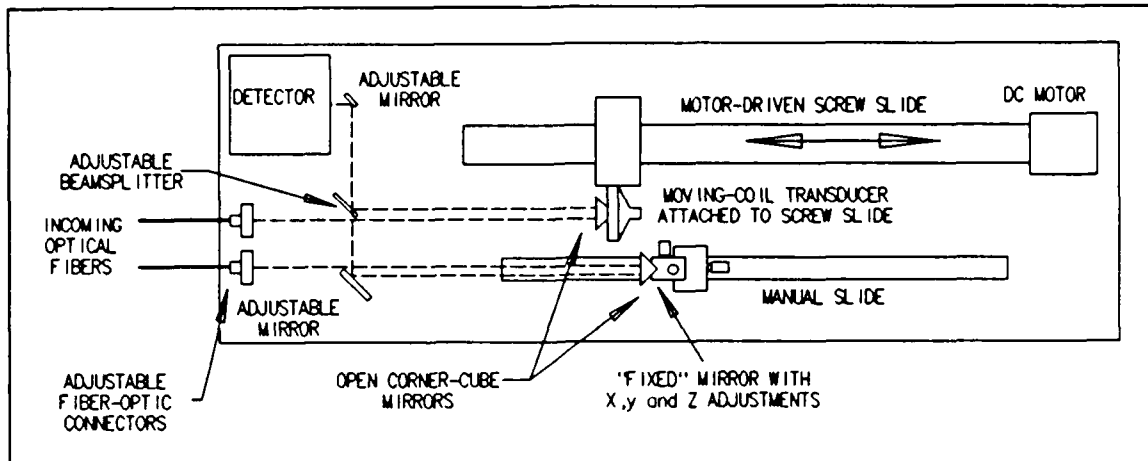 DETECTOR
ADJUSTABLE
MIRROR
MOTOR-DRIVEN SCREW SLIDE
DC MOTOR
ADJUSTABLE
BEAMSPLITTER
MOVING-COIL TRANSDUCER
ATTACHED TO SCREW SLIDE
INCOMING
OPTICAL
FIBERS
ADJUSTABLE
MIRROR
MANUAL SLIDE
ADJUSTABLE
FIBER-OPTIC
CONNECTORS
OPEN CORNER-CUBE
MIRRORS
"FIXED" MIRROR WITH
X,y and Z ADJUSTMENTS